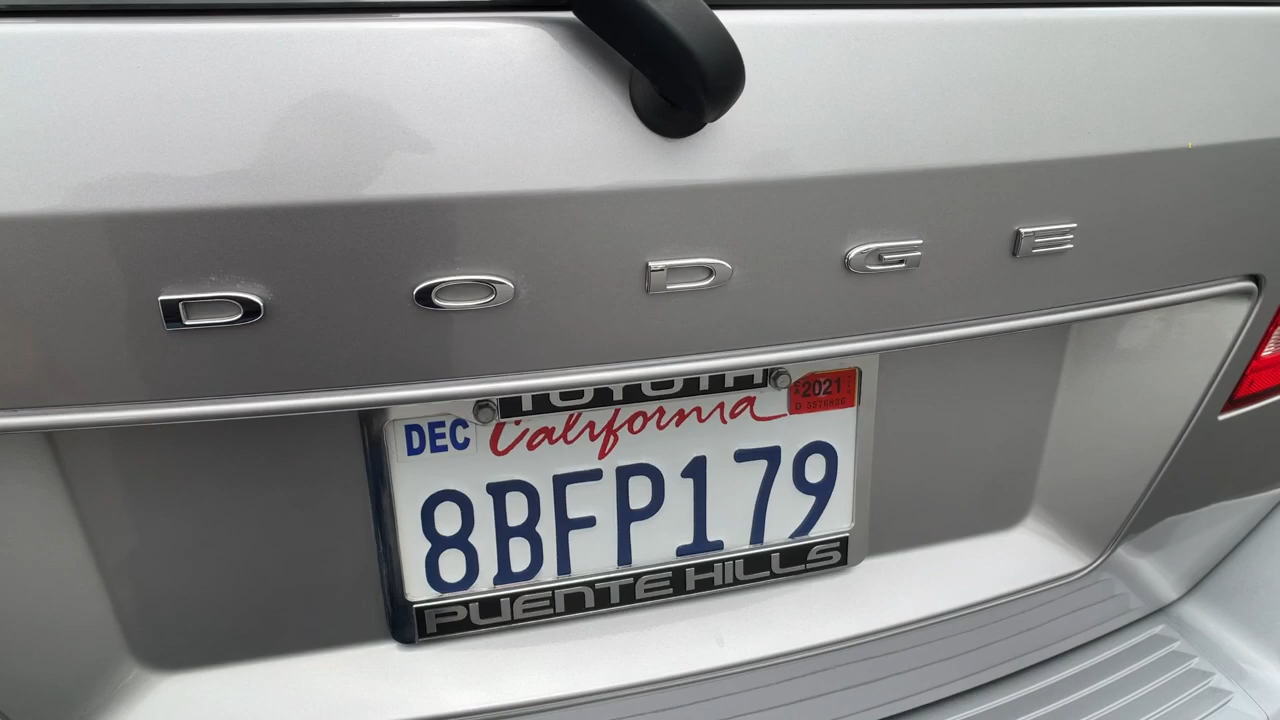 DODGE
TOYOTA
DEC California 2021
8BFP179
PUENTE HILLS